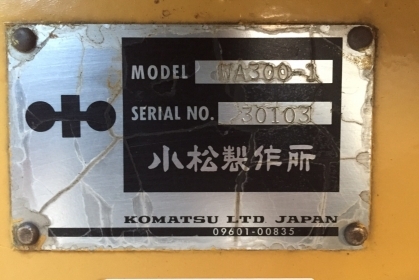 MODEL WA300-1
SERIAL NO. 30103
小松製作所
KOMATSU LTD JAPAN
09601-00835